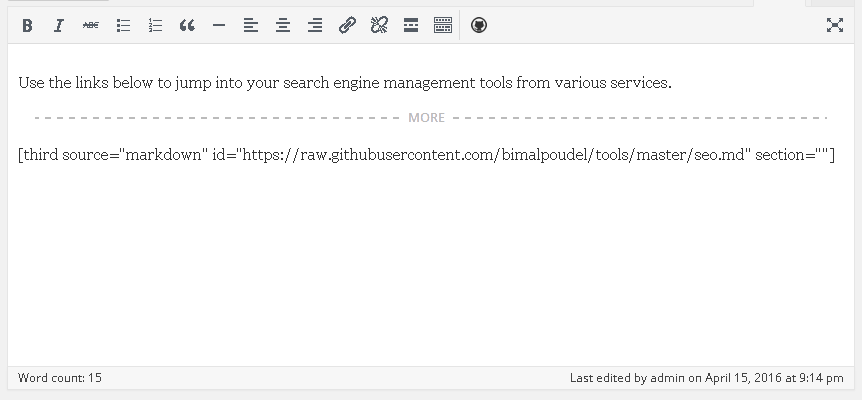 B I ABC
Use the links below to jump into your search engine management tools from various services.
MORE
[third source="markdown" id="https://raw.githubusercontent.com/bimalpoudel/tools/master/seo.md" section=""]
Word count: 15
Last edited by admin on April 15, 2016 at 9:14 pm